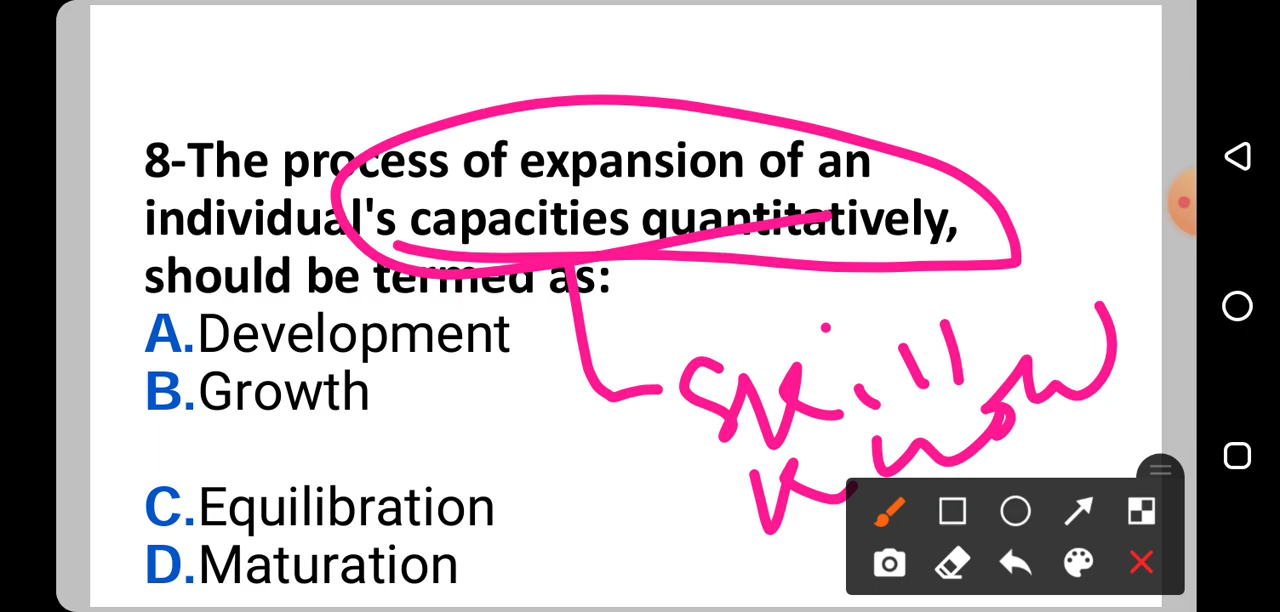 8-The process of expansion of an
individual's capacities quantitatively,
should be termed as:
A.Development
B.Growth
skill
know
C.Equilibration
D.Maturation